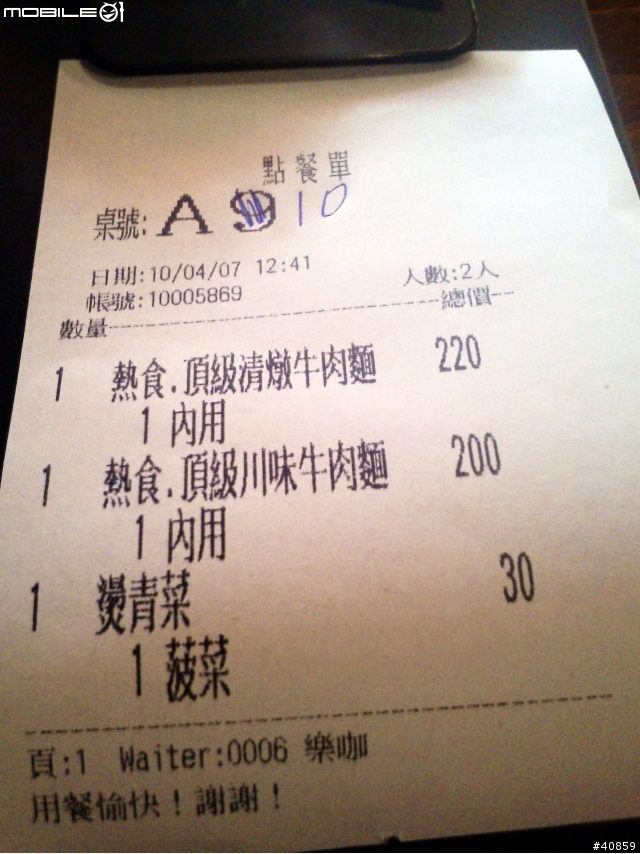 MOBILE01
點餐單
桌號: A 9 10
日期:10/04/07 12:41 人數:2人
帳號:10005869
數量 總價
1 熱食.頂級清燉牛肉麵 220
1 內用
1 熱食.頂級川味牛肉麵 200
1 內用
1 燙青菜 30
1 菠菜
頁:1 Waiter:0006 樂咖
用餐愉快!謝謝!
#40859